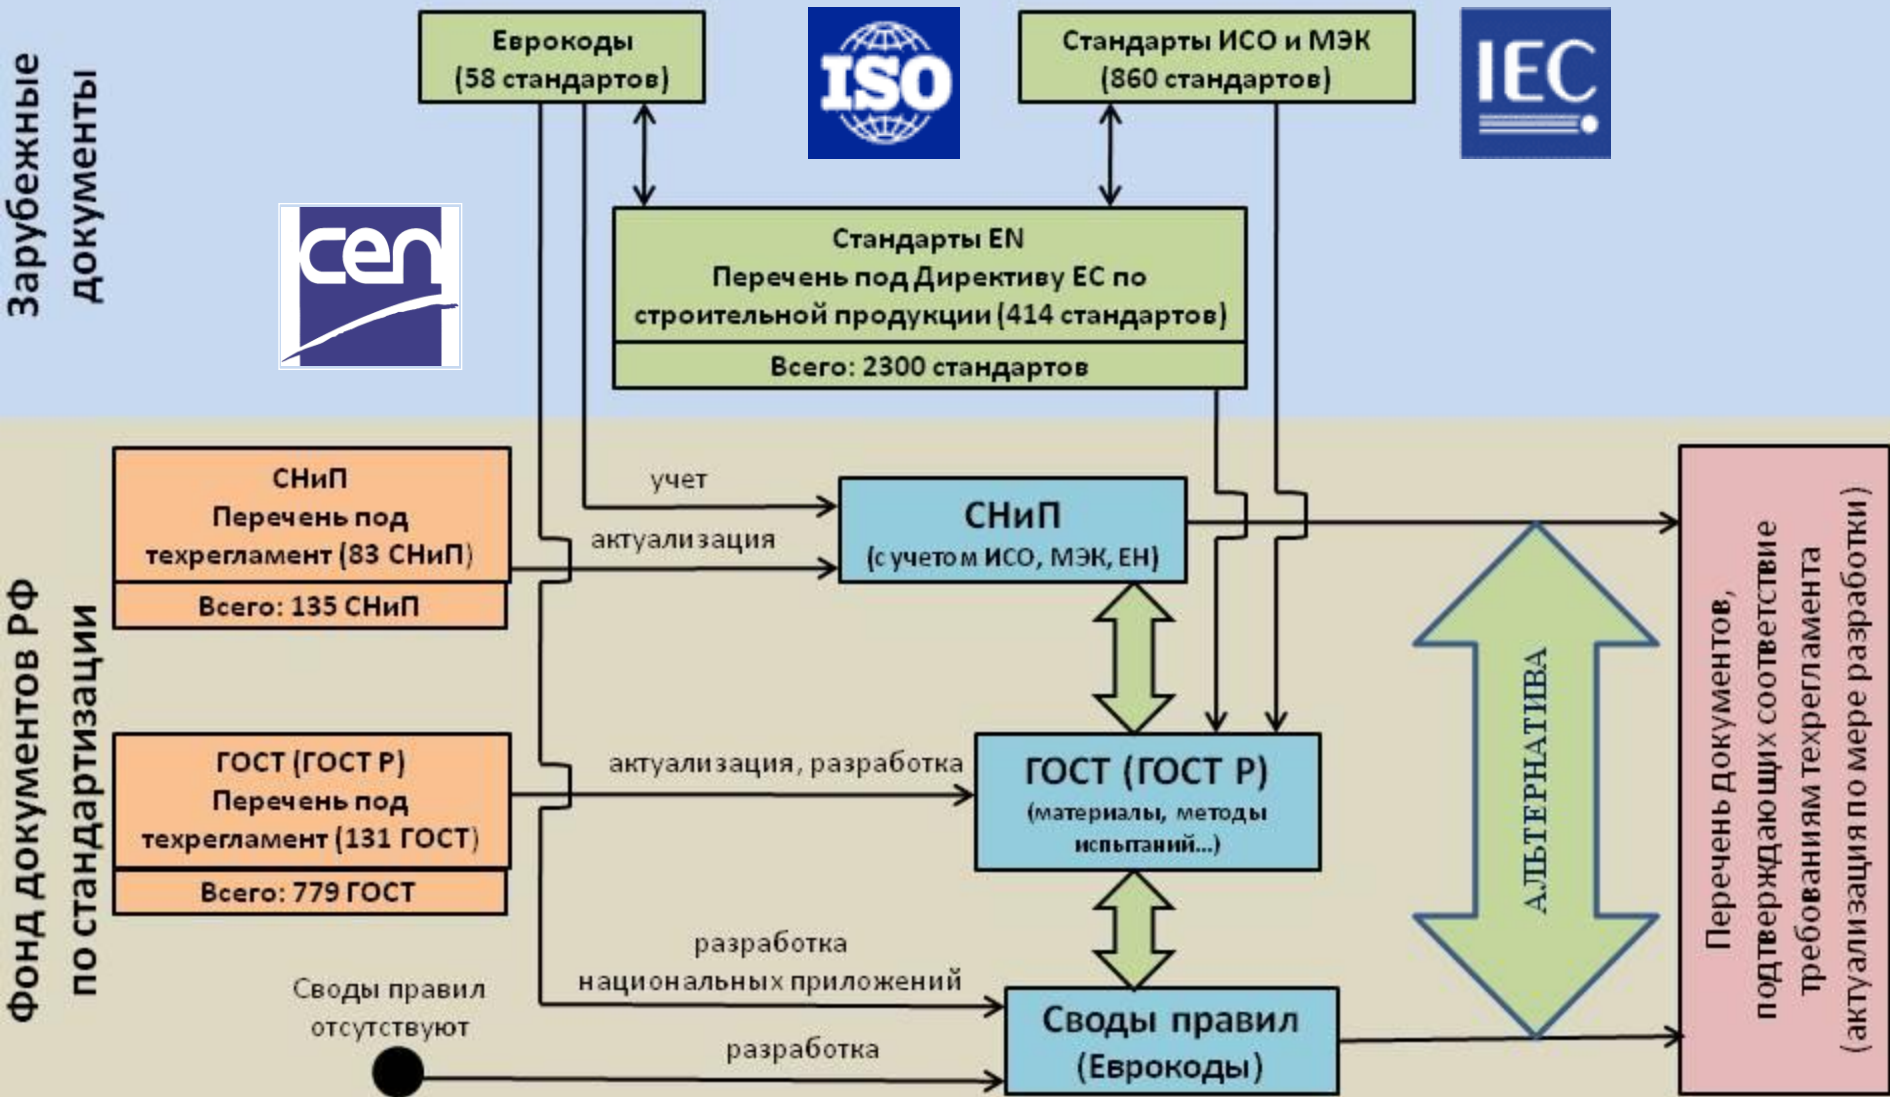 Зарубежные
документы
Еврокоды
(58 стандартов)
ISO
Стандарты ИСО и МЭК
(860 стандартов)
IEC
cen
Стандарты EN
Перечень под Директиву ЕС по
строительной продукции (414 стандартов)
Всего: 2300 стандартов
Фонд документов РФ
по стандартизации
СНиП
Перечень под
техрегламент (83 СНиП)
Всего: 135 СНиП
учет
актуализация
СНиП
(с учетом ИСО, МЭК, ЕН)
ГОСТ (ГОСТ Р)
Перечень под
техрегламент (131 ГОСТ)
Всего: 779 ГОСТ
актуализация, разработка
ГОСТ (ГОСТ Р)
(материалы, методы
испытаний...)
разработка
национальных приложений
Своды правил
отсутствуют
разработка
Своды правил
(Еврокоды)
АЛЬТЕРНАТИВА
Перечень документов,
подтверждающих соответствие
требованиям техрегламента
(актуализация по мере разработки)